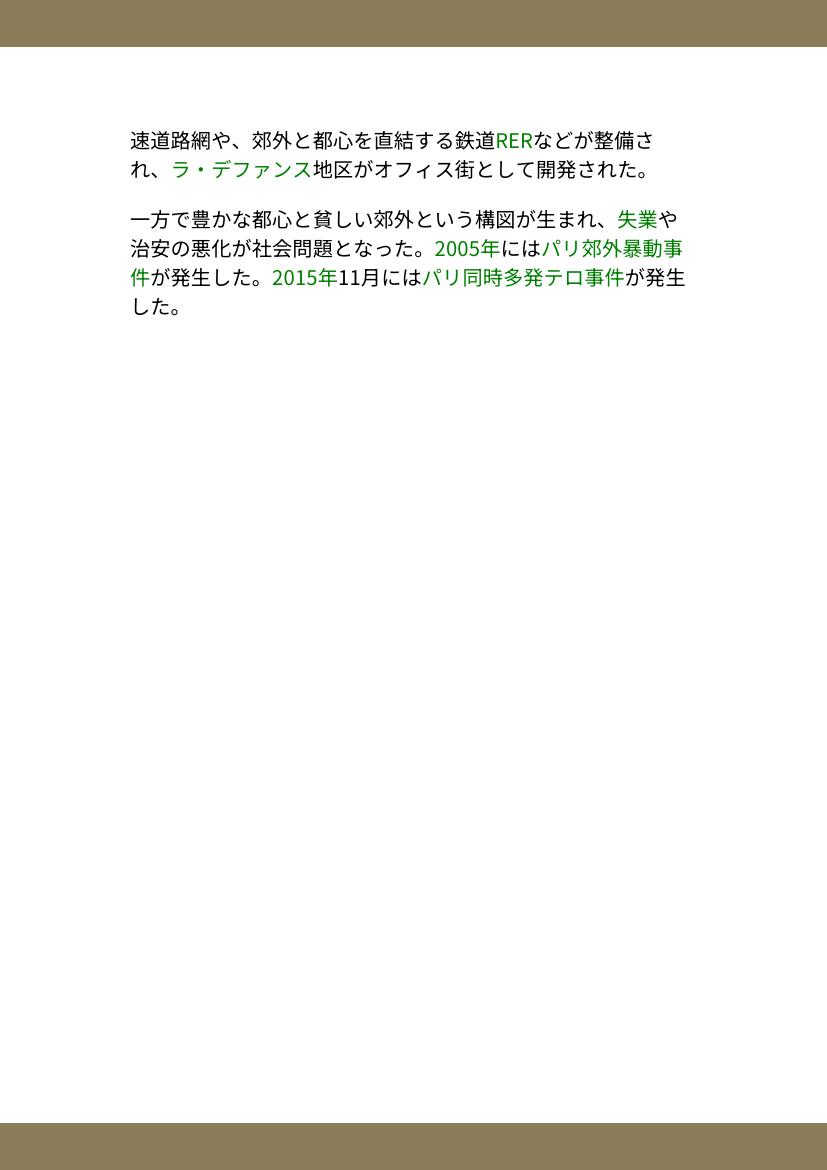 速道路網や、郊外と都心を直結する鉄道RERなどが整備さ
れ、ラ・デファンス地区がオフィス街として開発された。
一方で豊かな都心と貧しい郊外という構図が生まれ、失業や
治安の悪化が社会問題となった。2005年にはパリ郊外暴動事
件が発生した。2015年11月にはパリ同時多発テロ事件が発生
した。